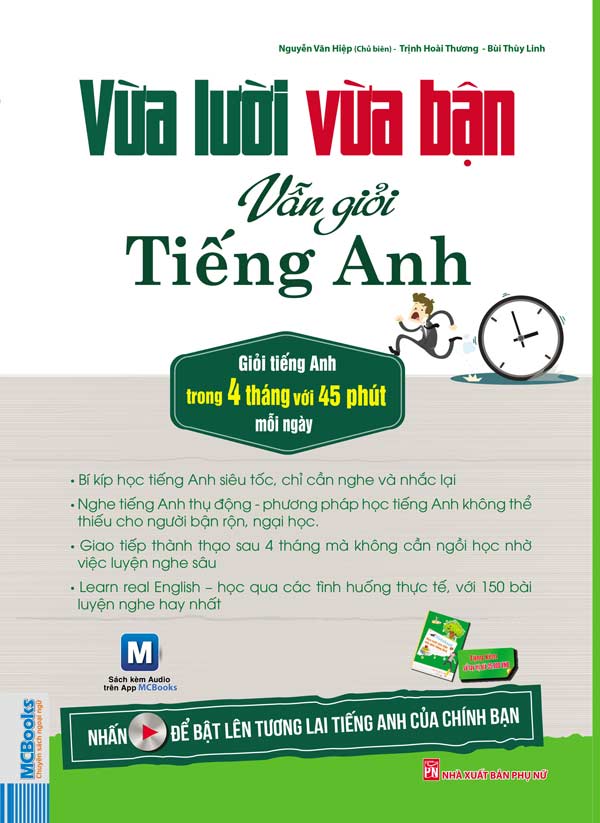 Nguyễn Văn Hiệp (Chủ biên) - Trịnh Hoài Thương - Bùi Thùy Linh
Vừa lười vừa bận
Vẫn giỏi
Tiếng Anh
Giỏi tiếng Anh
trong 4 tháng với 45 phút
mỗi ngày
• Bí kíp học tiếng Anh siêu tốc, chỉ cần nghe và nhắc lại
• Nghe tiếng Anh thụ động - phương pháp học tiếng Anh không thể
thiếu cho người bận rộn, ngại học.
• Giao tiếp thành thạo sau 4 tháng mà không cần ngồi học nhờ
việc luyện nghe sâu
• Learn real English – học qua các tình huống thực tế, với 150 bài
luyện nghe hay nhất
M
Sách kèm Audio
trên App MCBooks
NHẤN ĐỂ BẬT LÊN TƯƠNG LAI TIẾNG ANH CỦA CHÍNH BẠN
MCBooks
Chuyên sách ngoại ngữ
PN NHÀ XUẤT BẢN PHỤ NỮ